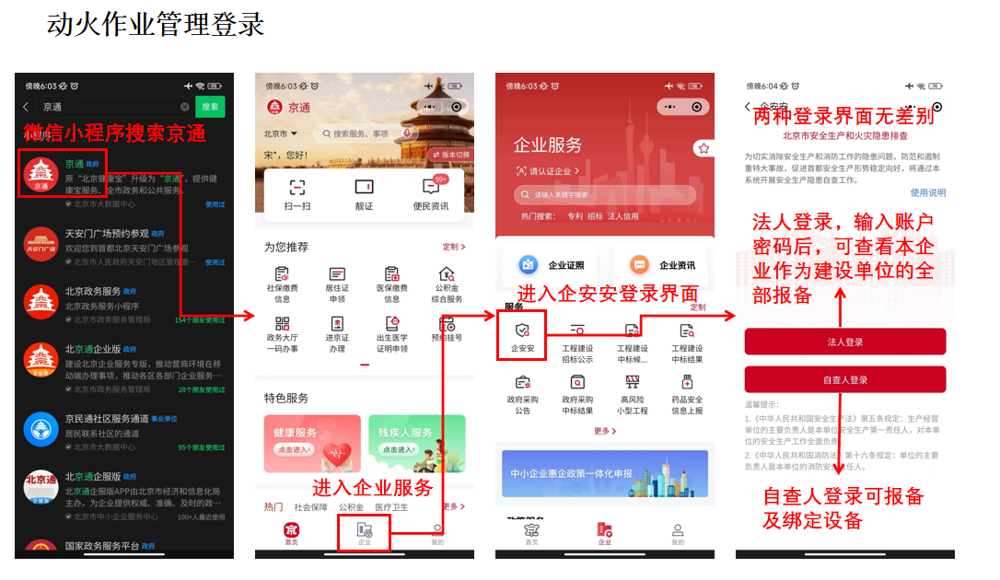 动火作业管理登录
傍晚6:03
京通
搜索
微信小程序搜索京通
京通 政府
原“北京健康宝”升级为“京通”，提供健
康宝服务、全市政务和公共服务。
北京市大数据中心
使用过
京通
天安门广场预约参观 政府
欢迎您到首都北京天安门广场参观
北京市人民政府天安门地区管理委…
使用过
天安门广场
北京政务服务 政府
北京政务服务小程序
北京市政务服务管理局
154个朋友使用过
北京通企业版 政府
建设北京企业服务专版，推动营商环境在移
动端办理事项，推动各区各部门企业服务…
北京市政务服务管理局
28个朋友使用过
京民通社区服务通道 事业单位
居民联系社区的通道
北京市大数据中心
95个朋友使用过
北京通
企服版
北京通企服版 政府
北京通企服版APP由北京市经济和信息化局
主办，为企业提供权威、准确、及时的政…
北京市中小企业服务中心
100+人最近使用
国家政务服务平台 政府
傍晚6:03
京通
北京市
搜索服务、事项
宋*，您好！
版本切换
99+
扫一扫
靓证
便民资讯
为您推荐
定制
社保缴费
信息
居住证
申领
医保缴费
信息
公积金
综合服务
政务大厅
一码办事
进京证
办理
出生医学
证明申领
预约挂号
特色服务
健康服务
点击进入
残疾人服务
点击进入
进入企业服务
热门
社会保障
公积金
医疗卫生
更多
首页
企业
我的
傍晚6:03
企业服务
请认证企业
请输入关键字搜索
热门搜索： 专利 招标 法人信用
企业证照
企业资讯
进入企安安登录界面
服务
定制
企安安
工程建设
招标公示
工程建设
中标候...
工程建设
中标结果
政府采购
公告
政府采购
中标结果
高风险
小型工程
药品安全
信息上报
更多
中小企业惠企政策一体化申报
首页
企业
我的
傍晚6:04
企安安
两种登录界面无差别
北京市安全生产和火灾隐患排查
为切实消除安全生产和消防工作的隐患问题，防范和遏制
重特大事故，促进首都安全生产形势稳定向好，将通过本
系统开展安全生产隐患自查工作。
使用说明
法人登录，输入账户
密码后，可查看本企
业作为建设单位的全
部报备
法人登录
自查人登录
温馨提示：
1.《中华人民共和国安全生产法》第五条规定：生产经营
单位的主要负责人是本单位安全生产第一责任人，对本单
位的安全生产工作全面负责
2.《中华人民共和国消防法》第十六条规定：单位的主要
负责人是本单位的消防安全责任人。
自查人登录可报备
及绑定设备